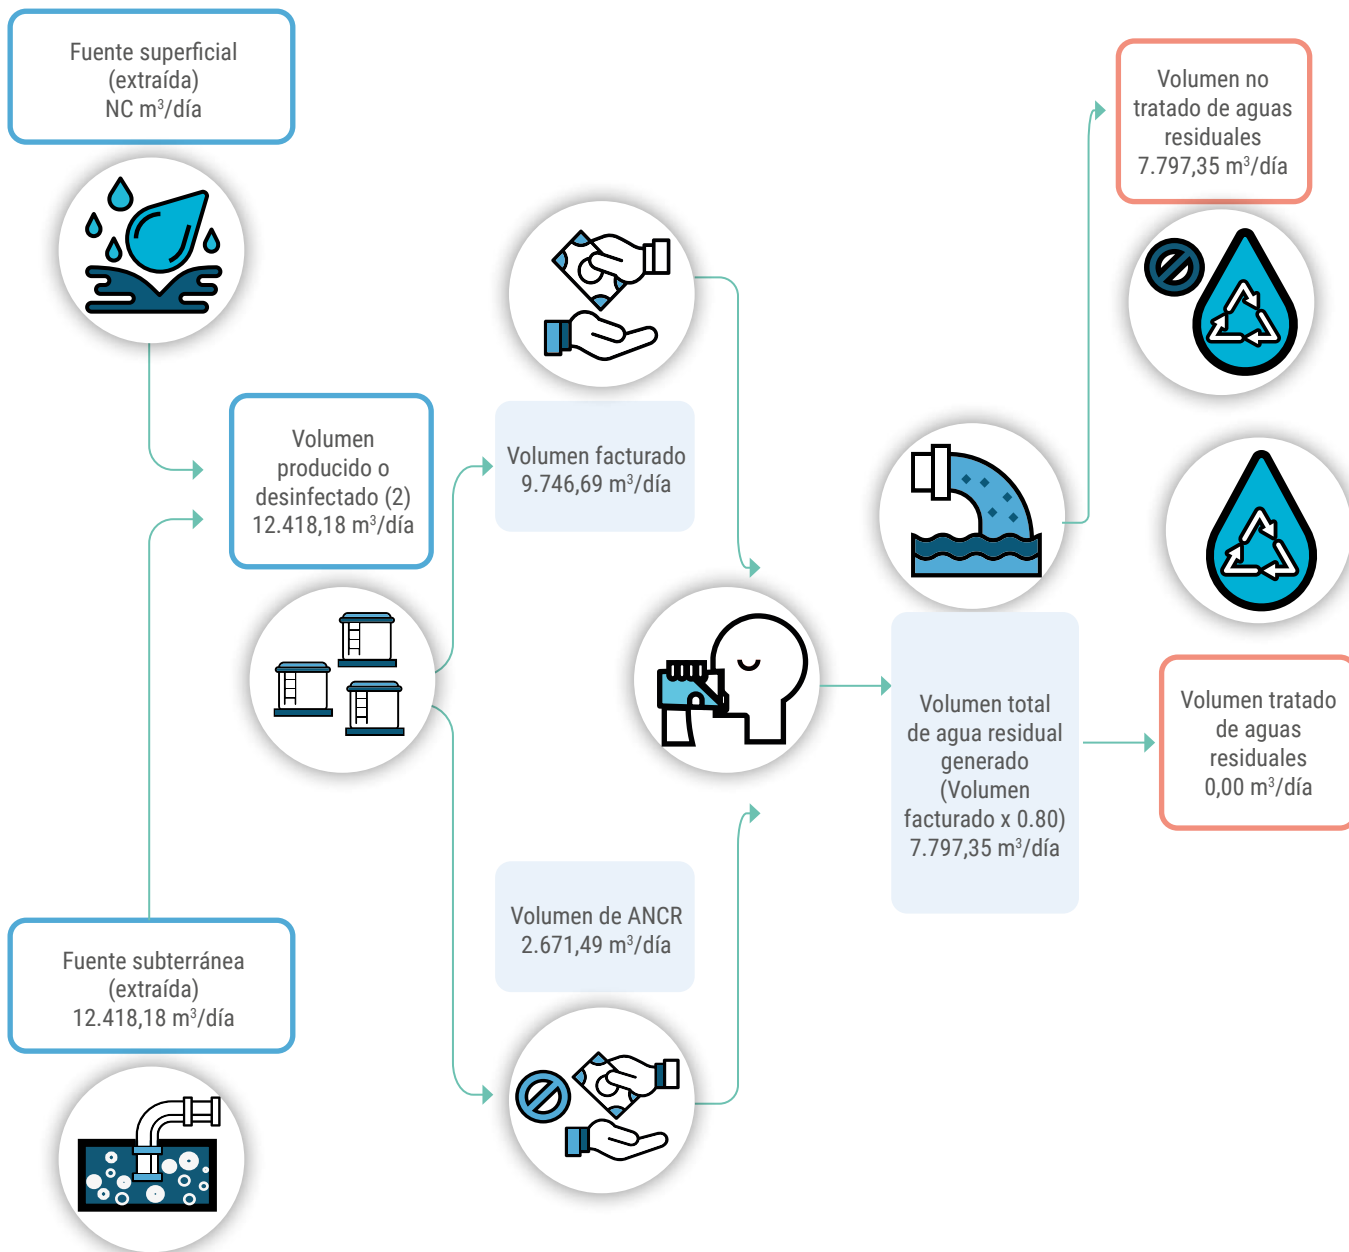 Fuente superficial
(extraída)
NC m³/día
Fuente subterránea
(extraída)
12.418,18 m³/día
Volumen
producido o
desinfectado (2)
12.418,18 m³/día
Volumen facturado
9.746,69 m³/día
Volumen de ANCR
2.671,49 m³/día
Volumen total
de agua residual
generado
(Volumen
facturado x 0.80)
7.797,35 m³/día
Volumen no
tratado de aguas
residuales
7.797,35 m³/día
Volumen tratado
de aguas
residuales
0,00 m³/día